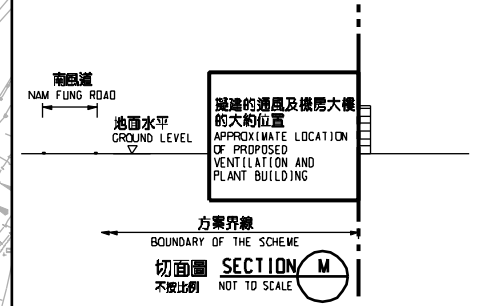 南風道
NAM FUNG ROAD
地面水平
GROUND LEVEL
擬建的通風及機房大樓
的大約位置
APPROXIMATE LOCATION
OF PROPOSED
VENTILATION AND
PLANT BUILDING
方案界線
BOUNDARY OF THE SCHEME
切面圖 SECTION M
不按比例 NOT TO SCALE